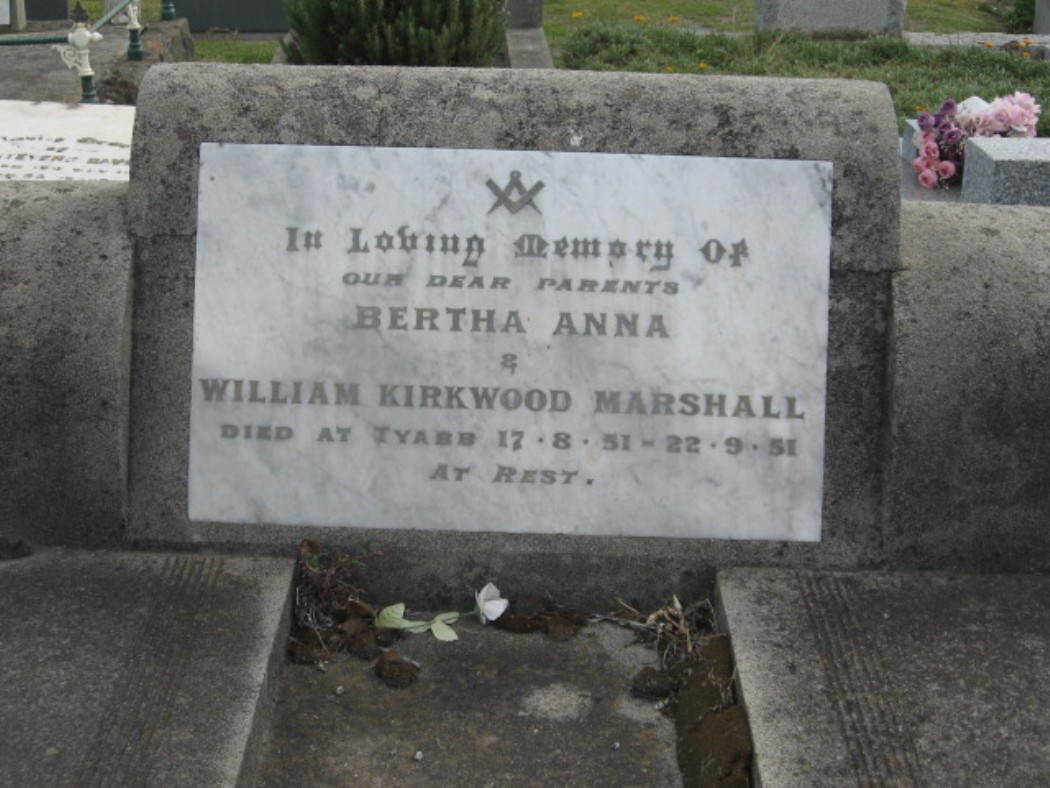 In Loving Memory Of
OUR DEAR PARENTS
BERTHA ANNA
&
WILLIAM KIRKWOOD MARSHALL
DIED AT TYABB 17·8·51-22·9·51
AT REST.